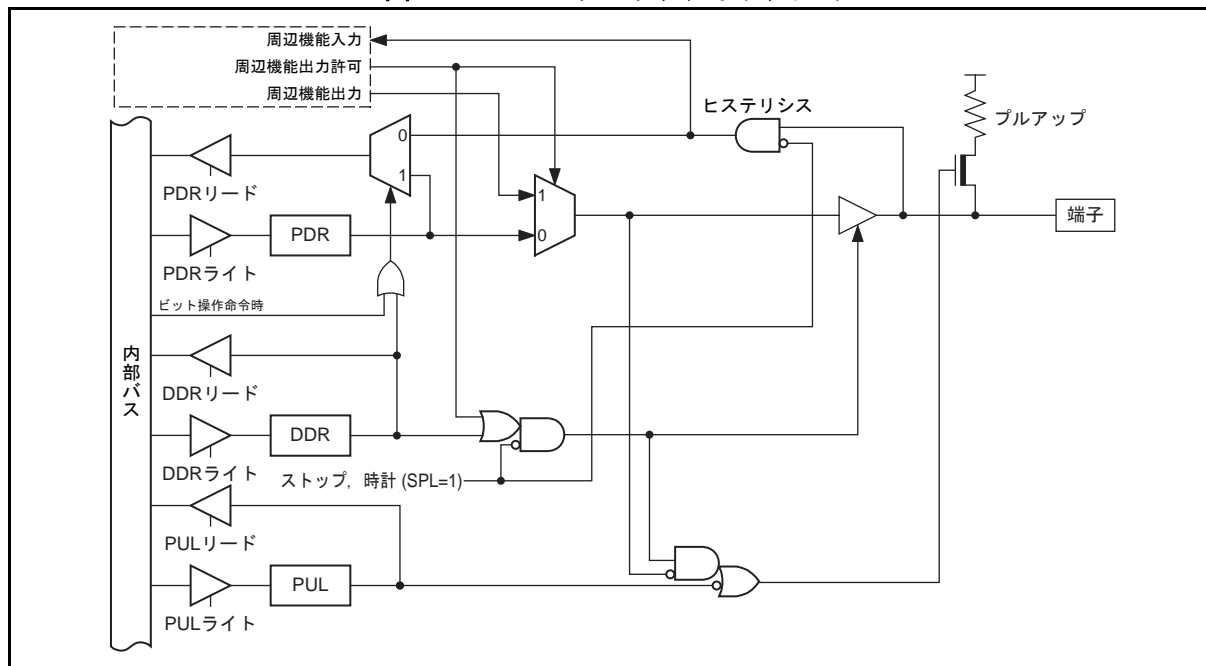 周辺機能入力
周辺機能出力許可
周辺機能出力
ヒステリシス
プルアップ
0
1
PDRリード
1
0
端子
PDR
PDRライト
ビット操作命令時
内部バス
DDRリード
DDR
DDRライト
ストップ，時計 (SPL=1)
PULリード
PUL
PULライト